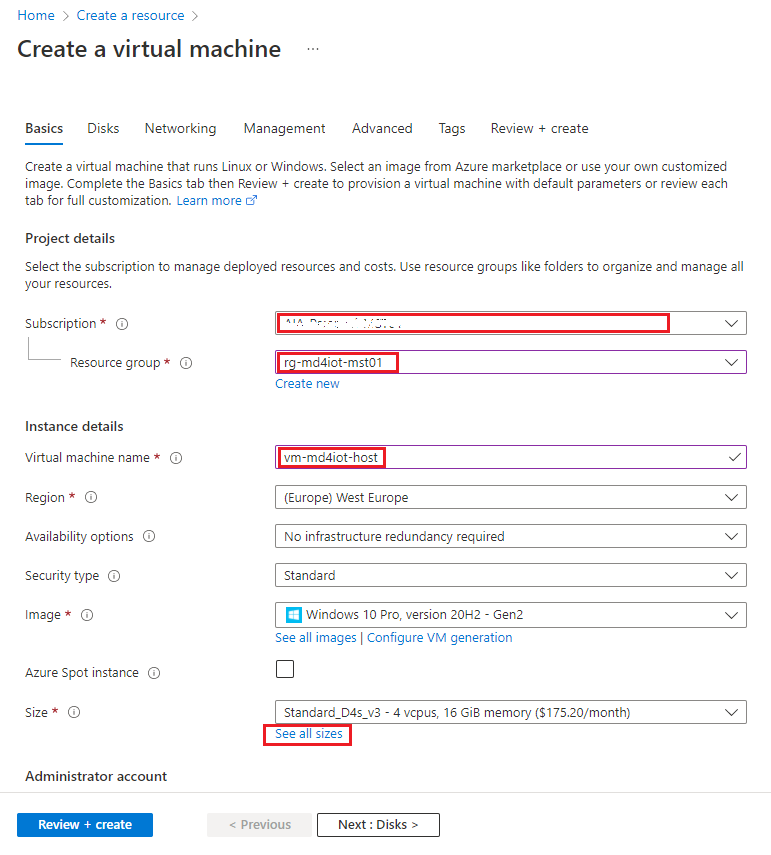 Home > Create a resource >
Create a virtual machine ...
Basics Disks Networking Management Advanced Tags Review + create
Create a virtual machine that runs Linux or Windows. Select an image from Azure marketplace or use your own customized
image. Complete the Basics tab then Review + create to provision a virtual machine with default parameters or review each
tab for full customization. Learn more
Project details
Select the subscription to manage deployed resources and costs. Use resource groups like folders to organize and manage all
your resources.
Subscription *
Resource group * rg-md4iot-mst01
Create new
Instance details
Virtual machine name * vm-md4iot-host
Region * (Europe) West Europe
Availability options No infrastructure redundancy required
Security type Standard
Image * Windows 10 Pro, version 20H2 - Gen2
See all images | Configure VM generation
Azure Spot instance
Size * Standard_D4s_v3 - 4 vcpus, 16 GiB memory ($175.20/month)
See all sizes
Administrator account
Review + create < Previous Next : Disks >